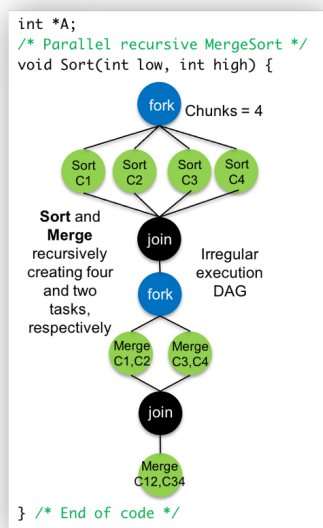 int *A;
/* Parallel recursive MergeSort */
void Sort(int low, int high) {
fork
Chunks = 4
Sort C1
Sort C2
Sort C3
Sort C4
Sort and
Merge
recursively
creating four
and two
tasks,
respectively
join
Irregular
execution
DAG
fork
Merge C1,C2
Merge C3,C4
join
Merge
C12,C34
} /* End of code */